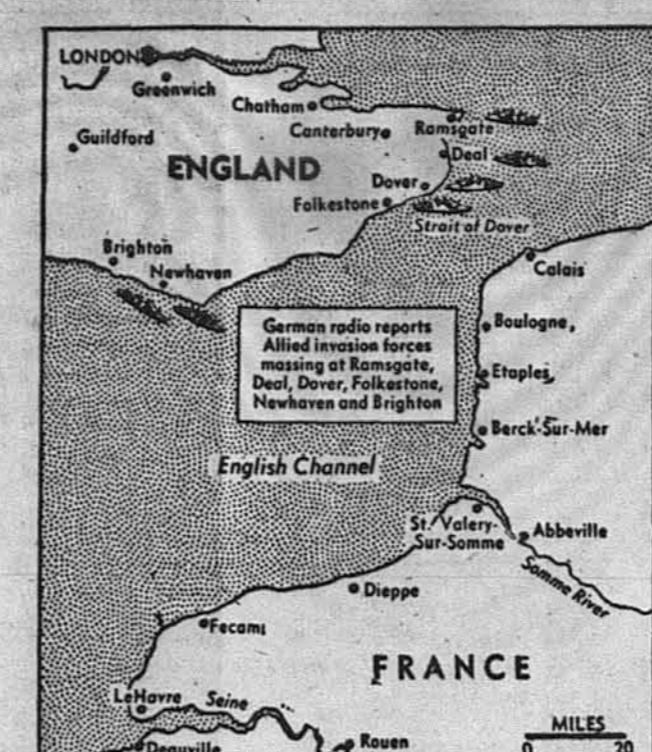 LONDON
Greenwich
Chatham
Canterbury
Ramsgate
Guildford
Deal
ENGLAND
Dover
Folkestone
Strait of Dover
Brighton
Newhaven
Calais
German radio reports
Allied invasion forces
massing at Ramsgate,
Deal, Dover, Folkestone,
Newhaven and Brighton
Boulogne
Etaples
Berck-Sur-Mer
English Channel
St. Valery-
Sur-Somme
Abbeville
Somme River
Dieppe
Fecamp
FRANCE
LeHavre
Seine
MILES
0 20
Deauville
Rouen